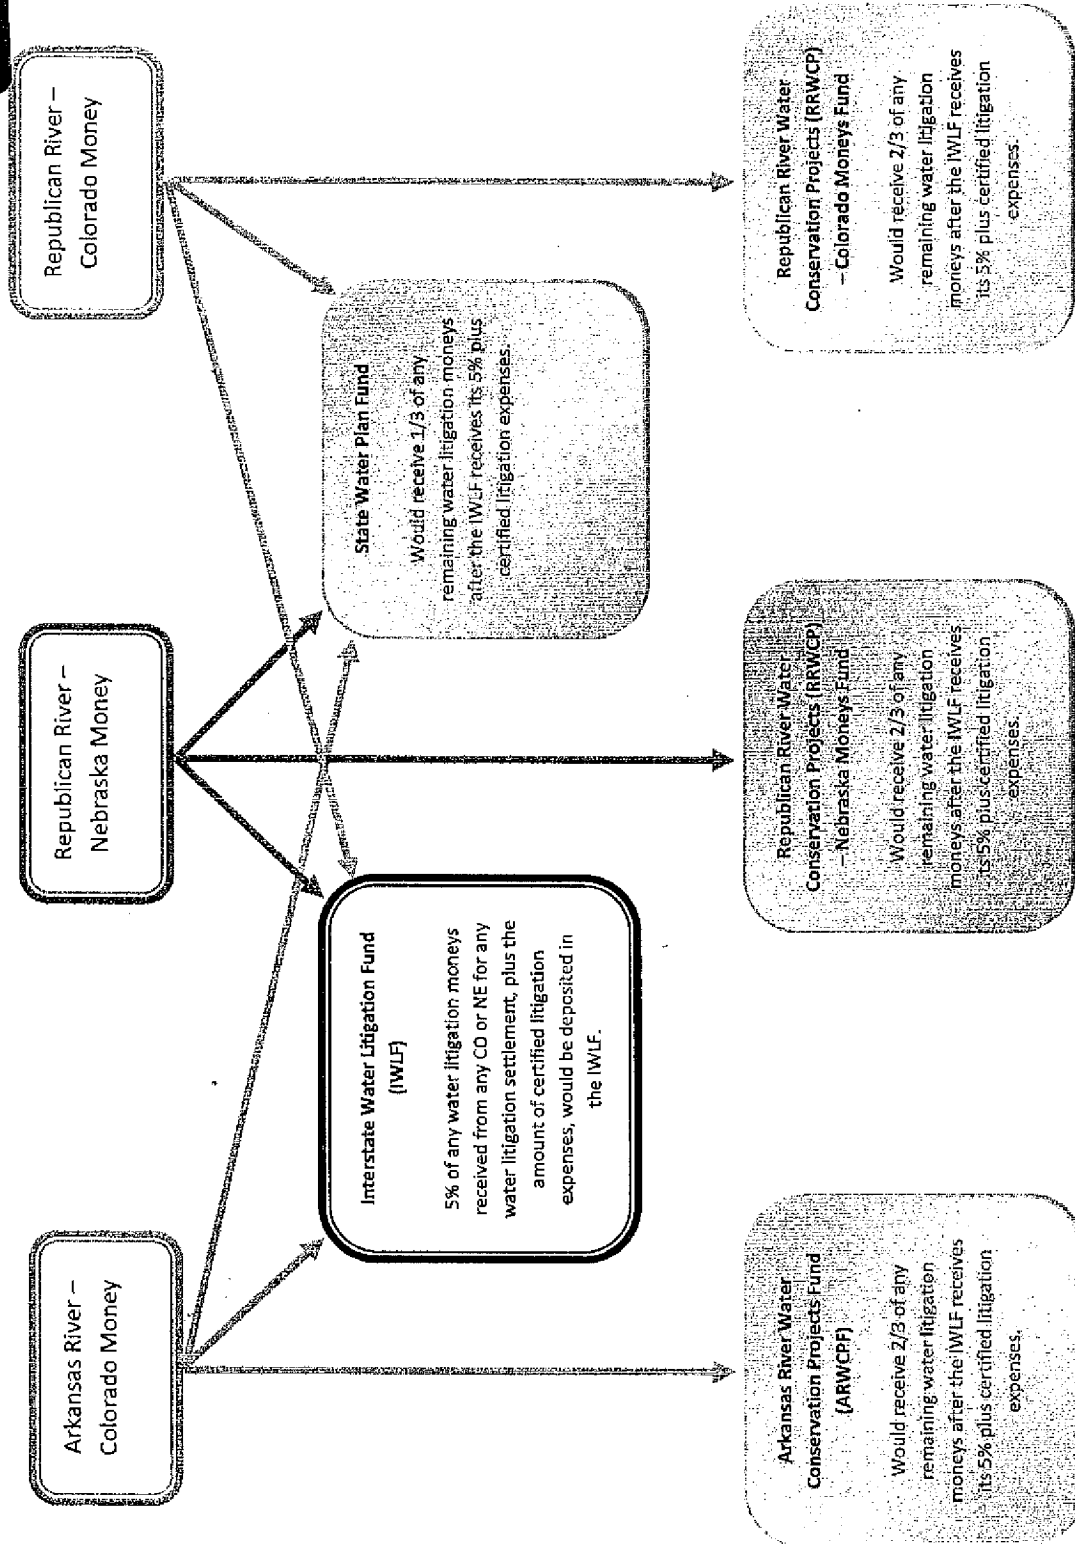 Arkansas River –
Colorado Money
Republican River –
Nebraska Money
Republican River –
Colorado Money
Interstate Water Litigation Fund
(IWLF)
5% of any water litigation moneys
received from any CO or NE for any
water litigation settlement, plus the
amount of certified litigation
expenses, would be deposited in
the IWLF.
State Water Plan Fund
Would receive 1/3 of any
remaining water litigation moneys
after the IWLF receives its 5% plus
certified litigation expenses.
Arkansas River Water
Conservation Projects Fund
(ARWCPF)
Would receive 2/3 of any
remaining water litigation
moneys after the IWLF receives
its 5% plus certified litigation
expenses.
Republican River Water
Conservation Projects (RRWCP)
– Nebraska Moneys Fund
Would receive 2/3 of any
remaining water litigation
moneys after the IWLF receives
its 5% plus certified litigation
expenses.
Republican River Water
Conservation Projects (RRWCP)
– Colorado Moneys Fund
Would receive 2/3 of any
remaining water litigation
moneys after the IWLF receives
its 5% plus certified litigation
expenses.